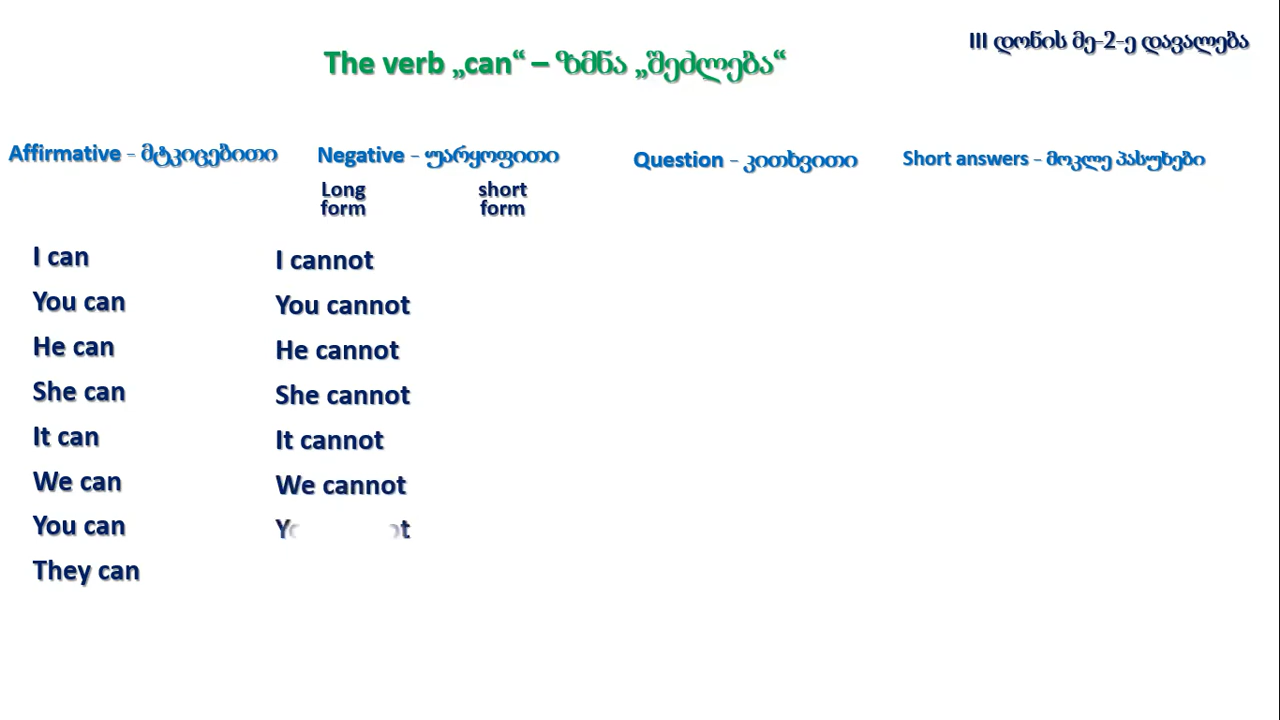 III დონის მე-2-ე დავალება
The verb „can“ – ზმნა „შეძლება“
Affirmative - მტკიცებითი
Negative - უარყოფითი
Question - კითხვითი
Short answers - მოკლე პასუხები
Long
form
short
form
I can
I cannot
You can
You cannot
He can
He cannot
She can
She cannot
It can
It cannot
We can
We cannot
You can
They can